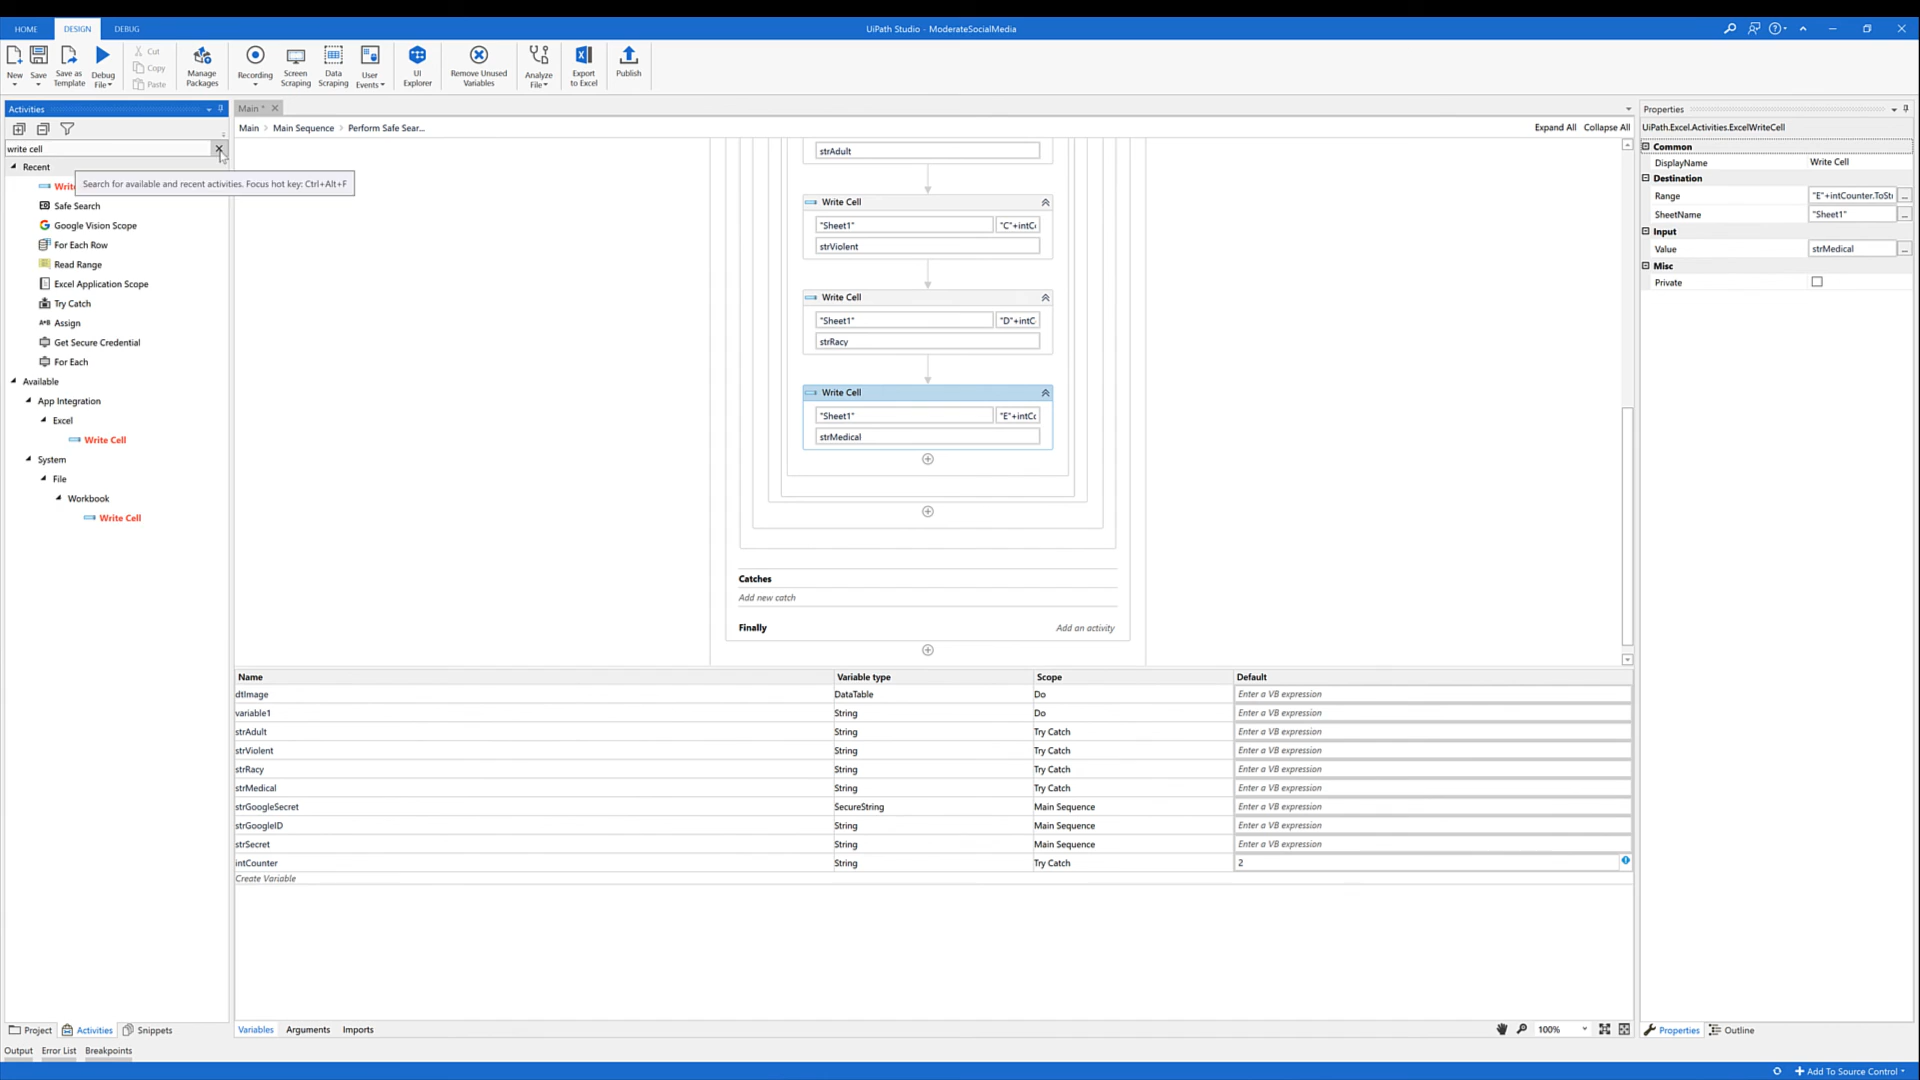 HOME DESIGN DEBUG UiPath Studio - ModerateSocialMedia
New Save Save as Template Debug File Cut Copy Paste Manage Packages Recording Screen Scraping Data Scraping User Events UI Explorer Remove Unused Variables Analyze File Export to Excel Publish
Activities
write cell
Recent
Search for available and recent activities. Focus hot key: Ctrl+Alt+F
Safe Search
Google Vision Scope
For Each Row
Read Range
Excel Application Scope
Try Catch
Assign
Get Secure Credential
For Each
Available
App Integration
Excel
Write Cell
System
File
Workbook
Write Cell
Main *
Main > Main Sequence > Perform Safe Sear... Expand All Collapse All
strAdult
Write Cell
"Sheet1" "C"+intC
strViolent
Write Cell
"Sheet1" "D"+intC
strRacy
Write Cell
"Sheet1" "E"+intCo
strMedical
Catches
Add new catch
Finally Add an activity
Name Variable type Scope Default
dtImage DataTable Do Enter a VB expression
variable1 String Do Enter a VB expression
strAdult String Try Catch Enter a VB expression
strViolent String Try Catch Enter a VB expression
strRacy String Try Catch Enter a VB expression
strMedical String Try Catch Enter a VB expression
strGoogleSecret SecureString Main Sequence Enter a VB expression
strGoogleID String Main Sequence Enter a VB expression
strSecret String Main Sequence Enter a VB expression
intCounter String Try Catch 2
Create Variable
Variables Arguments Imports 100%
Properties
UiPath.Excel.Activities.ExcelWriteCell
Common
DisplayName Write Cell
Destination
Range "E"+intCounter.ToStr ...
SheetName "Sheet1" ...
Input
Value strMedical ...
Misc
Private
Properties Outline
Project Activities Snippets
Output Error List Breakpoints
Add To Source Control